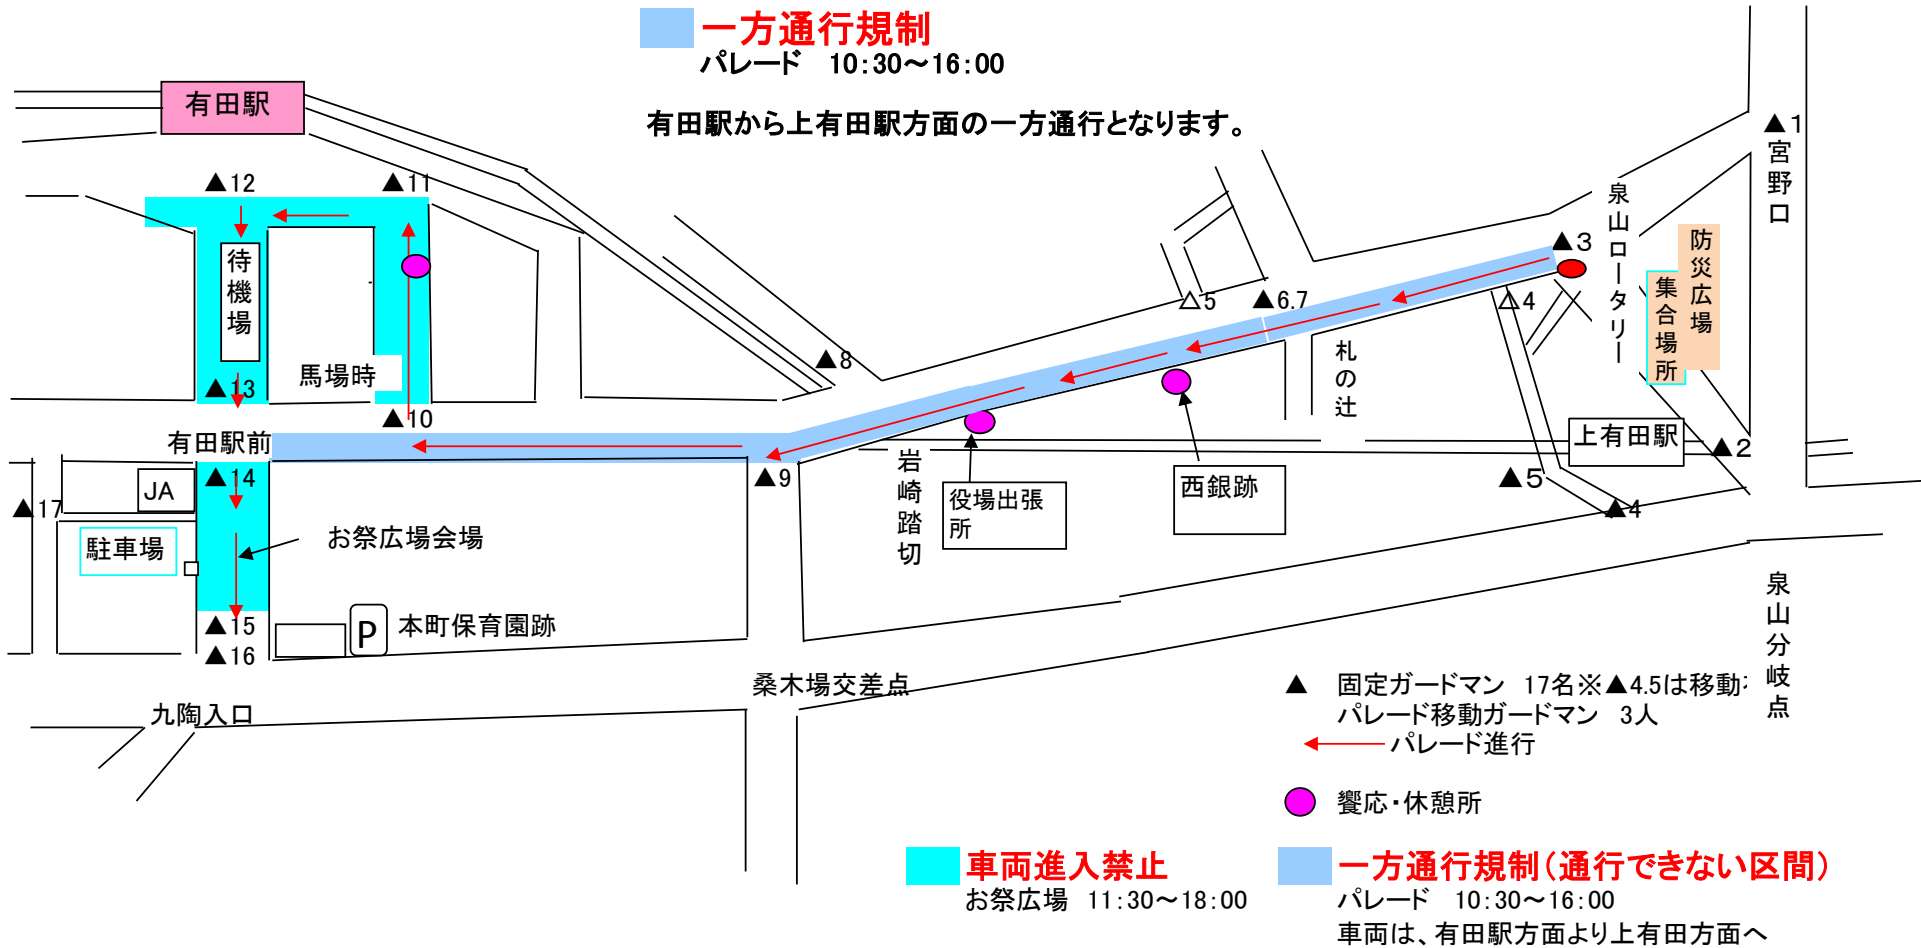 一方通行規制
パレード　10:30～16:00
有田駅から上有田駅方面の一方通行となります。
有田駅
▲1
宮野口
▲12
▲11
泉山ロータリー
▲3
防災広場
集合場所
待機場
△5
▲6.7
△4
▲8
札の辻
馬場時
▲13
▲10
有田駅前
上有田駅
▲2
▲14
JA
▲9
岩崎踏切
役場出張
所
西銀跡
▲5
▲4
▲17
駐車場
お祭広場会場
▲15
▲16
P
本町保育園跡
泉山分岐点
桑木場交差点
九陶入口
▲　固定ガードマン　17名※▲4.5は移動
パレード移動ガードマン　3人
パレード進行
饗応・休憩所
車両進入禁止
お祭広場　11:30～18:00
一方通行規制(通行できない区間)
パレード　10:30～16:00
車両は、有田駅方面より上有田方面へ